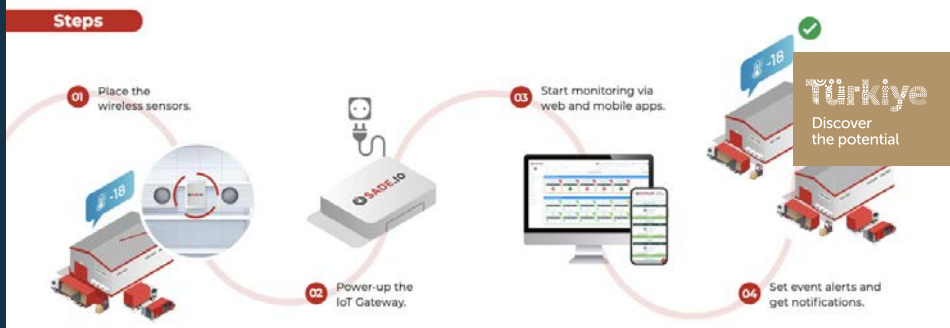 Steps
01
Place the
wireless sensors.
-18
SADE.IO
02
Power-up the
IoT Gateway.
03
Start monitoring via
web and mobile apps.
-18
04
Set event alerts and
get notifications.
Türkiye
Discover
the potential